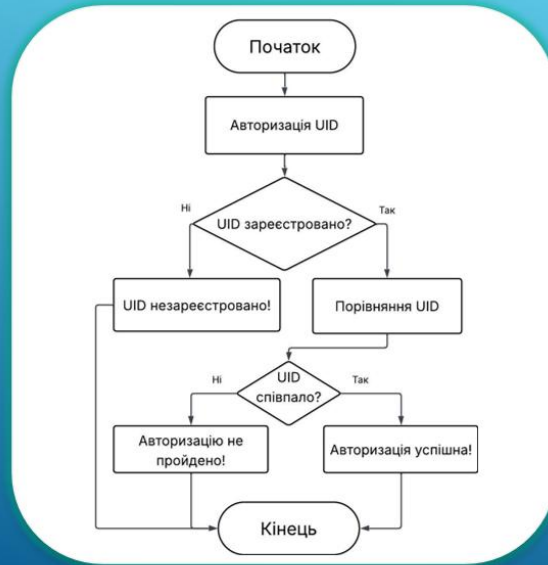 Початок
Авторизація UID
Ні
Так
UID зареєстровано?
UID незареєстровано!
Порівняння UID
Ні
UID
співпало?
Так
Авторизацію не
пройдено!
Авторизація успішна!
Кінець